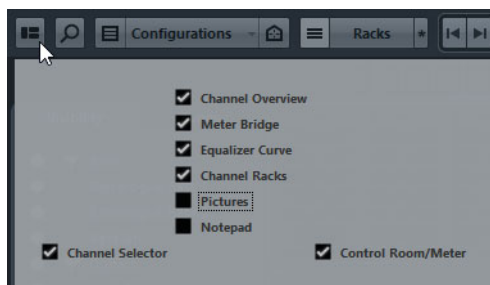 Configurations Racks
Channel Overview
Meter Bridge
Equalizer Curve
Channel Racks
Pictures
Notepad
Channel Selector Control Room/Meter